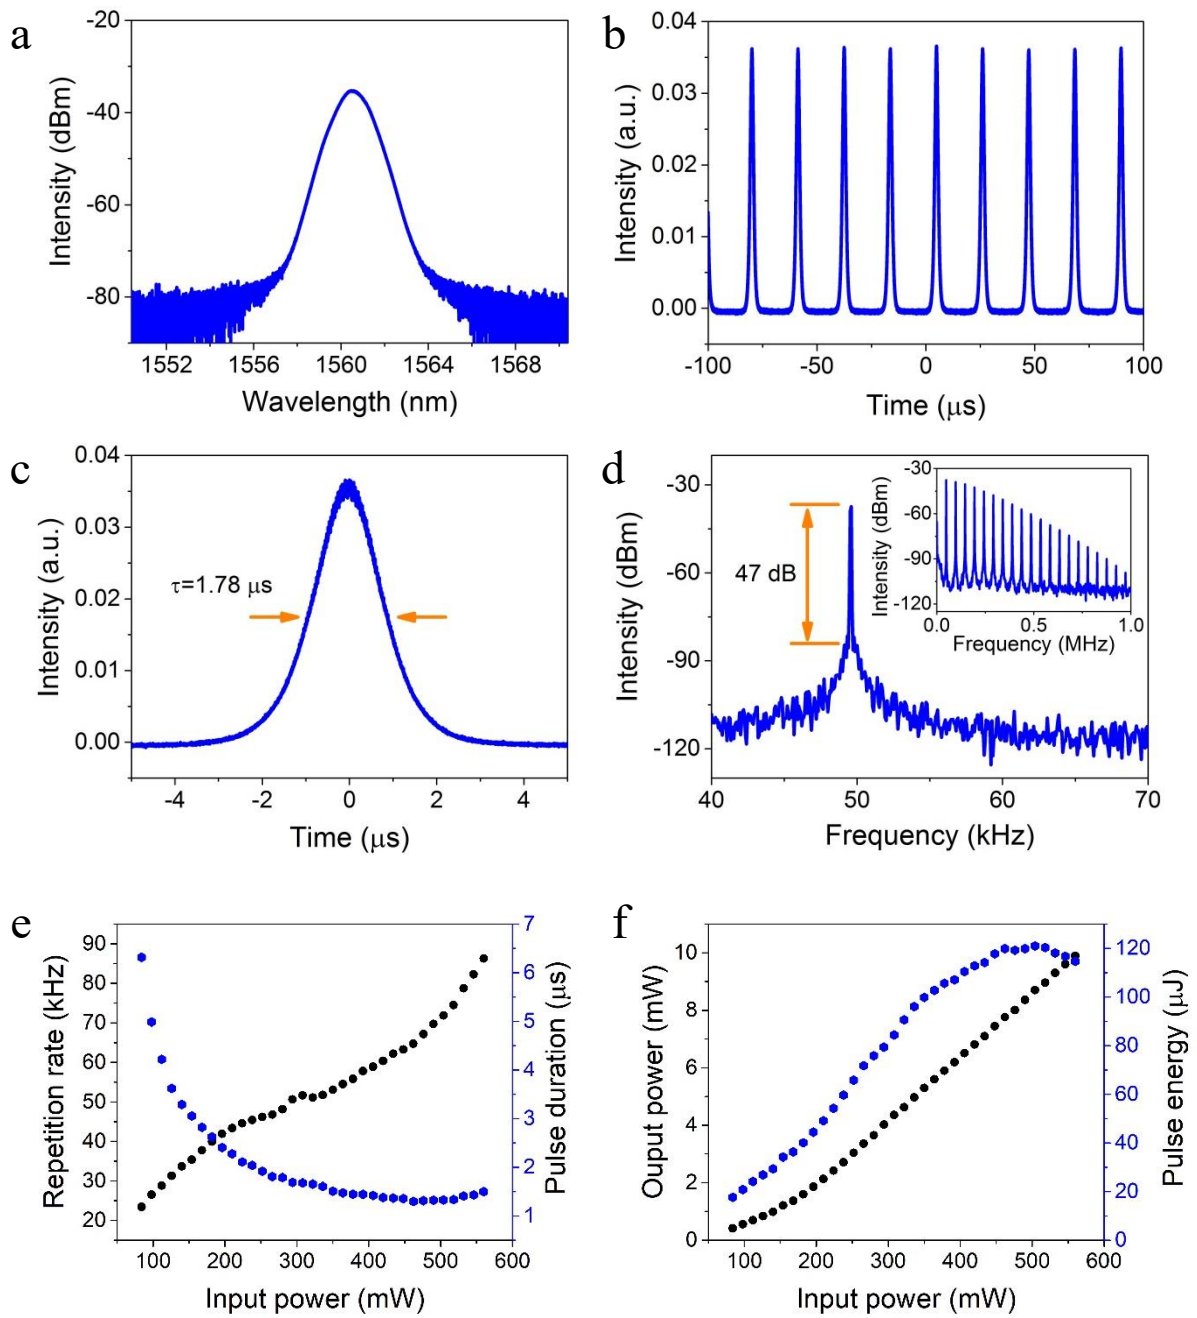 a
-20
-40
-60
-80
Intensity (dBm)
1552 1556 1560 1564 1568
Wavelength (nm)
b
0.04
0.03
0.02
0.01
0.00
Intensity (a.u.)
-100 -50 0 50 100
Time (μs)
c
0.04
0.03
0.02
0.01
0.00
Intensity (a.u.)
τ=1.78 μs
-4 -2 0 2 4
Time (μs)
d
-30
-60
-90
-120
Intensity (dBm)
47 dB
40 50 60 70
Frequency (kHz)
-30
-60
-90
-120
Intensity (dBm)
0.0 0.5 1.0
Frequency (MHz)
e
90
80
70
60
50
40
30
20
Repetition rate (kHz)
7
6
5
4
3
2
1
Pulse duration (μs)
100 200 300 400 500 600
Input power (mW)
f
10
8
6
4
2
0
Ouput power (mW)
120
100
80
60
40
20
0
Pulse energy (μJ)
100 200 300 400 500 600
Input power (mW)